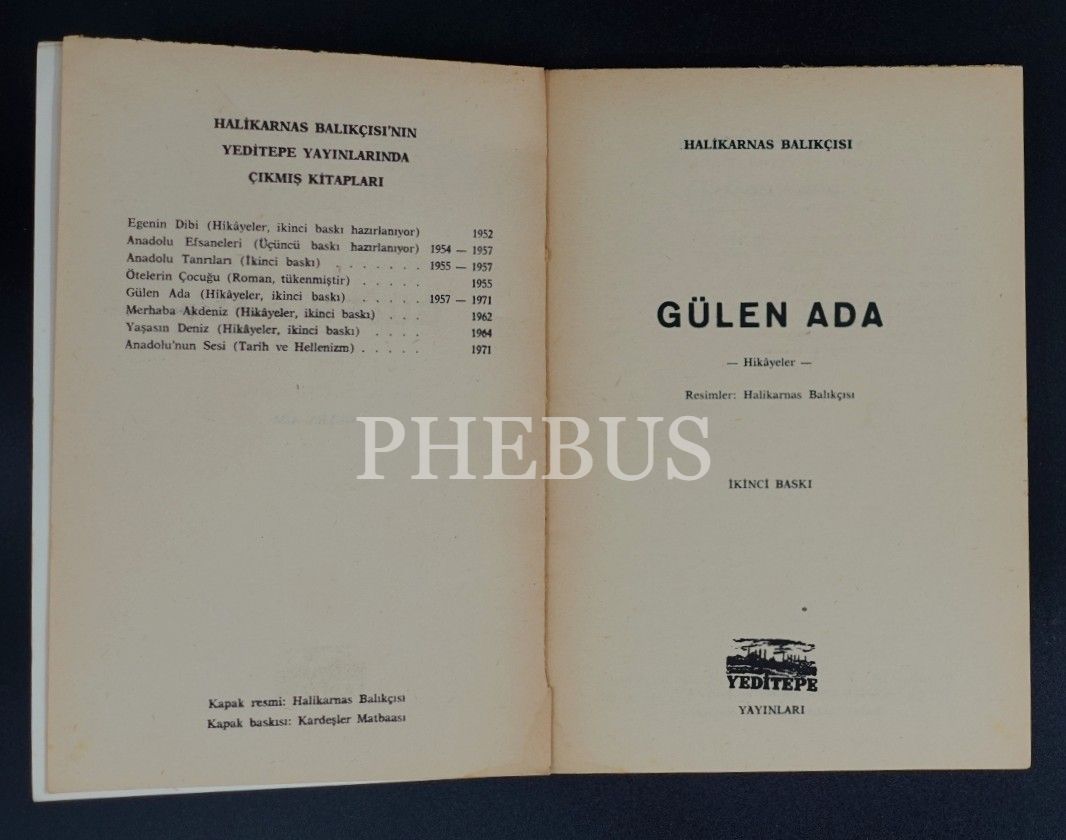 HALİKARNAS BALIKÇISI'NIN
YEDİTEPE YAYINLARINDA
ÇIKMIŞ KİTAPLARI
Egenin Dibi (Hikâyeler, ikinci baskı hazırlanıyor) 1952
Anadolu Efsaneleri (Üçüncü baskı hazırlanıyor) 1954 — 1957
Anadolu Tanrıları (İkinci baskı) . . . . . . . 1955 — 1957
Ötelerin Çocuğu (Roman, tükenmiştir) . . . . . 1955
Gülen Ada (Hikâyeler, ikinci baskı) . . . . . 1957 — 1971
Merhaba Akdeniz (Hikâyeler, ikinci baskı) . . . 1962
Yaşasın Deniz (Hikâyeler, ikinci baskı) . . . . 1964
Anadolu'nun Sesi (Tarih ve Hellenizm) . . . . . 1971
Kapak resmi: Halikarnas Balıkçısı
Kapak baskısı: Kardeşler Matbaası
HALİKARNAS BALIKÇISI
GÜLEN ADA
— Hikâyeler —
Resimler: Halikarnas Balıkçısı
İKİNCİ BASKI
YEDİTEPE
YAYINLARI
PHEBUS